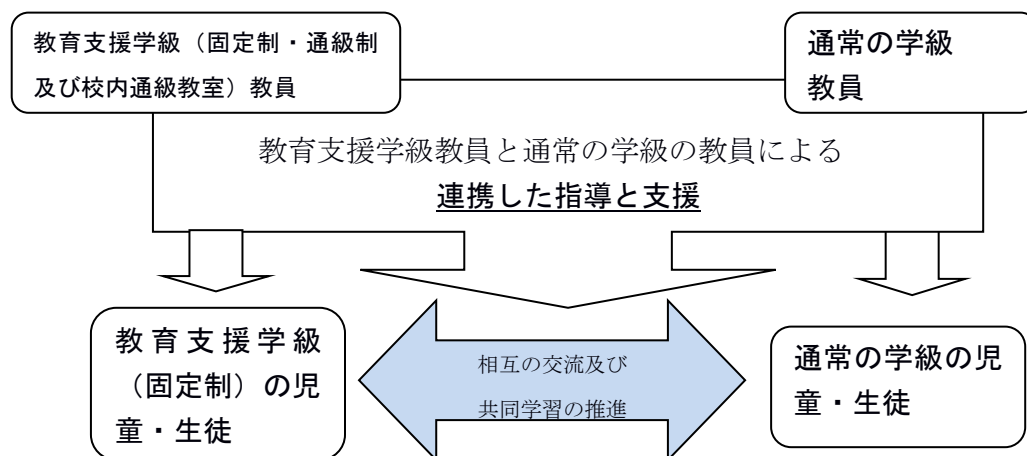 教育支援学級(固定制・通級制
及び校内通級教室)教員
通常の学級
教員
教育支援学級教員と通常の学級の教員による
連携した指導と支援
教育支援学級
(固定制)の児
童・生徒
相互の交流及び
共同学習の推進
通常の学級の児
童・生徒